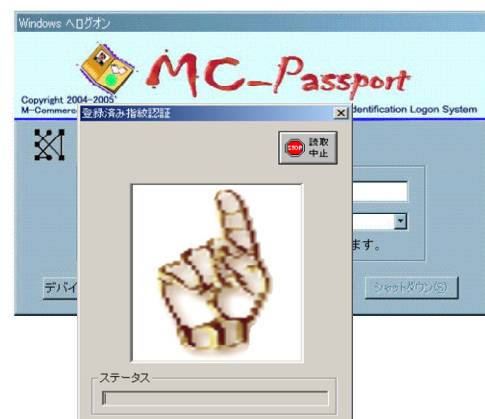 Windows へログオン
MC-Passport
Copyright 2004-2005
M-Commerc
dentification Logon System
登録済み指紋認証
STOP 読取
中止
ます。
デバイ
シャットダウン(S)
ステータス